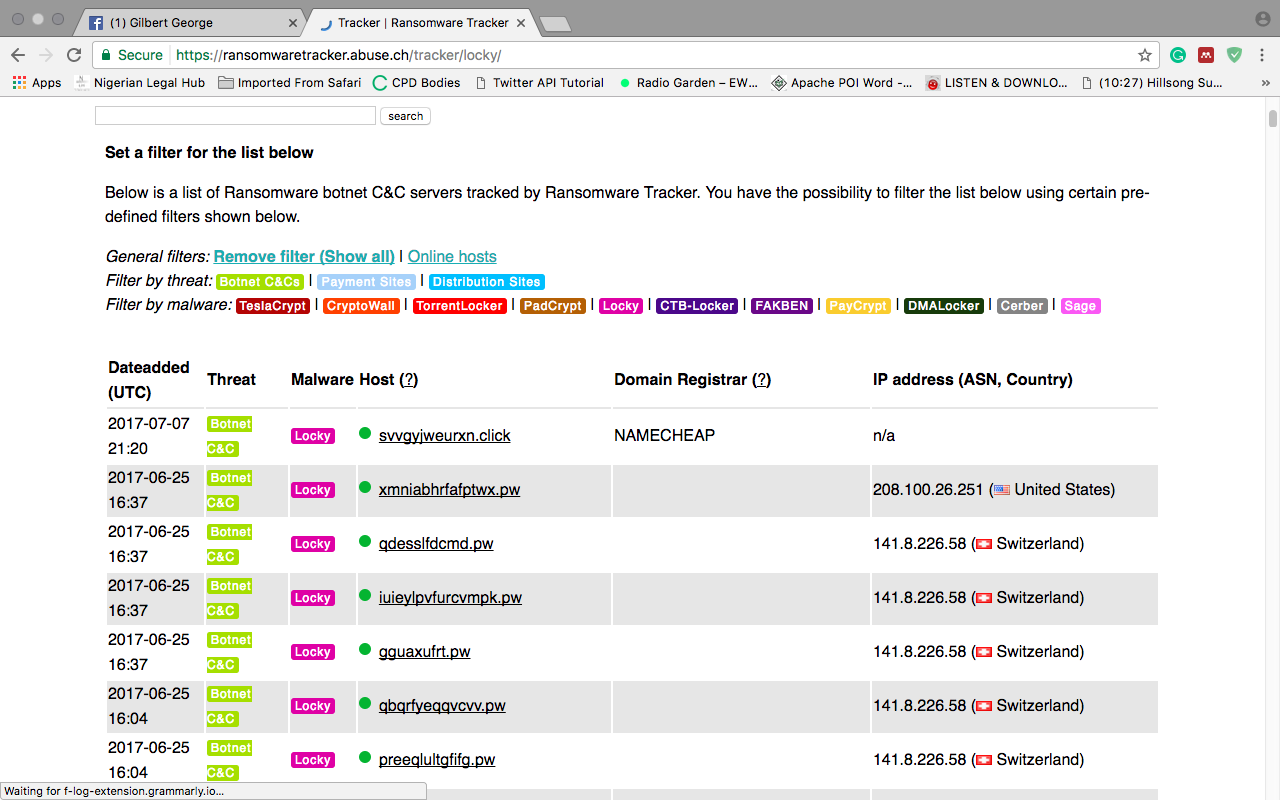 (1) Gilbert George
Tracker | Ransomware Tracker
Secure https://ransomwaretracker.abuse.ch/tracker/locky/
Apps Nigerian Legal Hub Imported From Safari CPD Bodies Twitter API Tutorial Radio Garden – EW... Apache POI Word -... LISTEN & DOWNLO... (10:27) Hillsong Su... »
search
Set a filter for the list below
Below is a list of Ransomware botnet C&C servers tracked by Ransomware Tracker. You have the possibility to filter the list below using certain pre-
defined filters shown below.
General filters: Remove filter (Show all) | Online hosts
Filter by threat: Botnet C&Cs | Payment Sites | Distribution Sites
Filter by malware: TeslaCrypt | CryptoWall | TorrentLocker | PadCrypt | Locky | CTB-Locker | FAKBEN | PayCrypt | DMALocker | Cerber | Sage
Dateadded
(UTC) Threat Malware Host (?) Domain Registrar (?) IP address (ASN, Country)
2017-07-07 Botnet
21:20 C&C Locky svvgyjweurxn.click NAMECHEAP n/a
2017-06-25 Botnet
16:37 C&C Locky xmniabhrfafptwx.pw 208.100.26.251 (United States)
2017-06-25 Botnet
16:37 C&C Locky qdesslfdcmd.pw 141.8.226.58 (Switzerland)
2017-06-25 Botnet
16:37 C&C Locky iuieylpvfurcvmpk.pw 141.8.226.58 (Switzerland)
2017-06-25 Botnet
16:37 C&C Locky gguaxufrt.pw 141.8.226.58 (Switzerland)
2017-06-25 Botnet
16:04 C&C Locky qbqrfyeqqvcvv.pw 141.8.226.58 (Switzerland)
2017-06-25 Botnet
16:04 C&C Locky preeqlultgfifg.pw 141.8.226.58 (Switzerland)
Waiting for f-log-extension.grammarly.io...